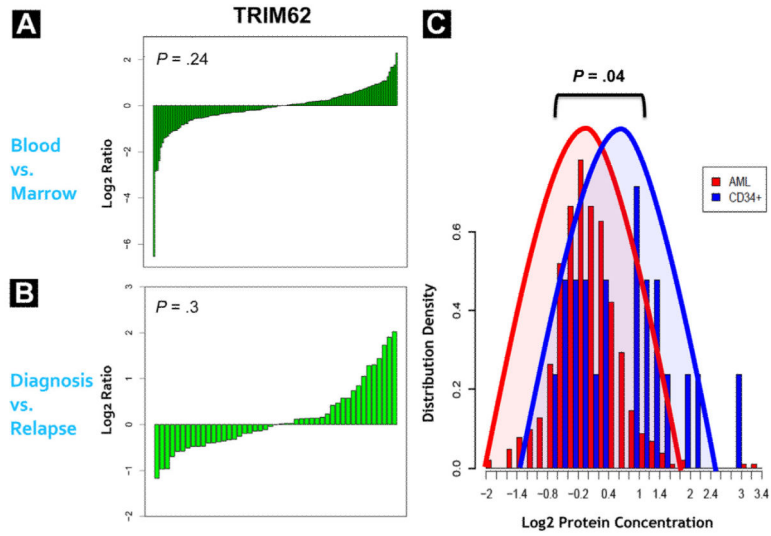 TRIM62
A
P = .24
Blood
vs.
Marrow
Log2 Ratio
2
0
-2
-4
-6
B
P = .3
Diagnosis
vs.
Relapse
Log2 Ratio
3
2
1
0
-1
-2
C
P = .04
AML
CD34+
Distribution Density
0.6
0.4
0.2
0.0
-2 -1.4 -0.8 -0.2 0.4 1 1.4 2 2.4 3 3.4
Log2 Protein Concentration